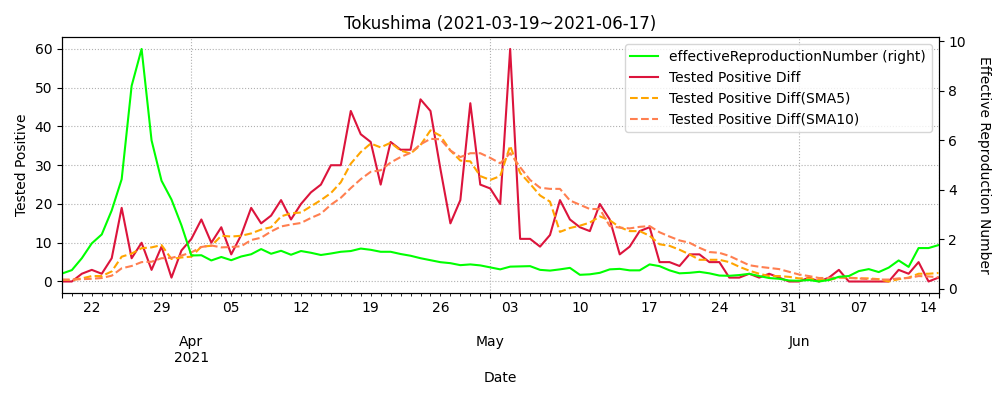 Tokushima (2021-03-19~2021-06-17)
effectiveReproductionNumber (right)
Tested Positive Diff
Tested Positive Diff(SMA5)
Tested Positive Diff(SMA10)
Tested Positive
60
50
40
30
20
10
0
10
8
6
4
2
0
Effective Reproduction Number
22 29 05 12 19 26 03 10 17 24 31 07 14
Apr May Jun
2021
Date